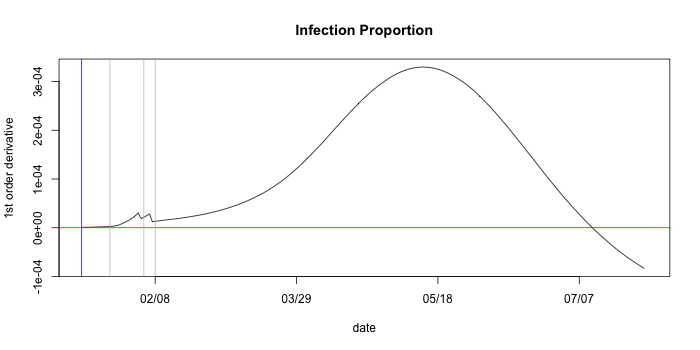 Infection Proportion
1st order derivative
3e-04
2e-04
1e-04
0e+00
-1e-04
02/08 03/29 05/18 07/07
date